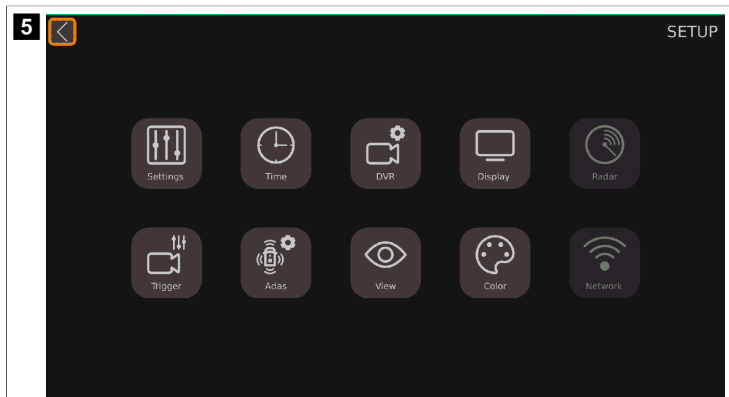 5
SETUP
Settings Time DVR Display Radar
Trigger Adas View Color Network